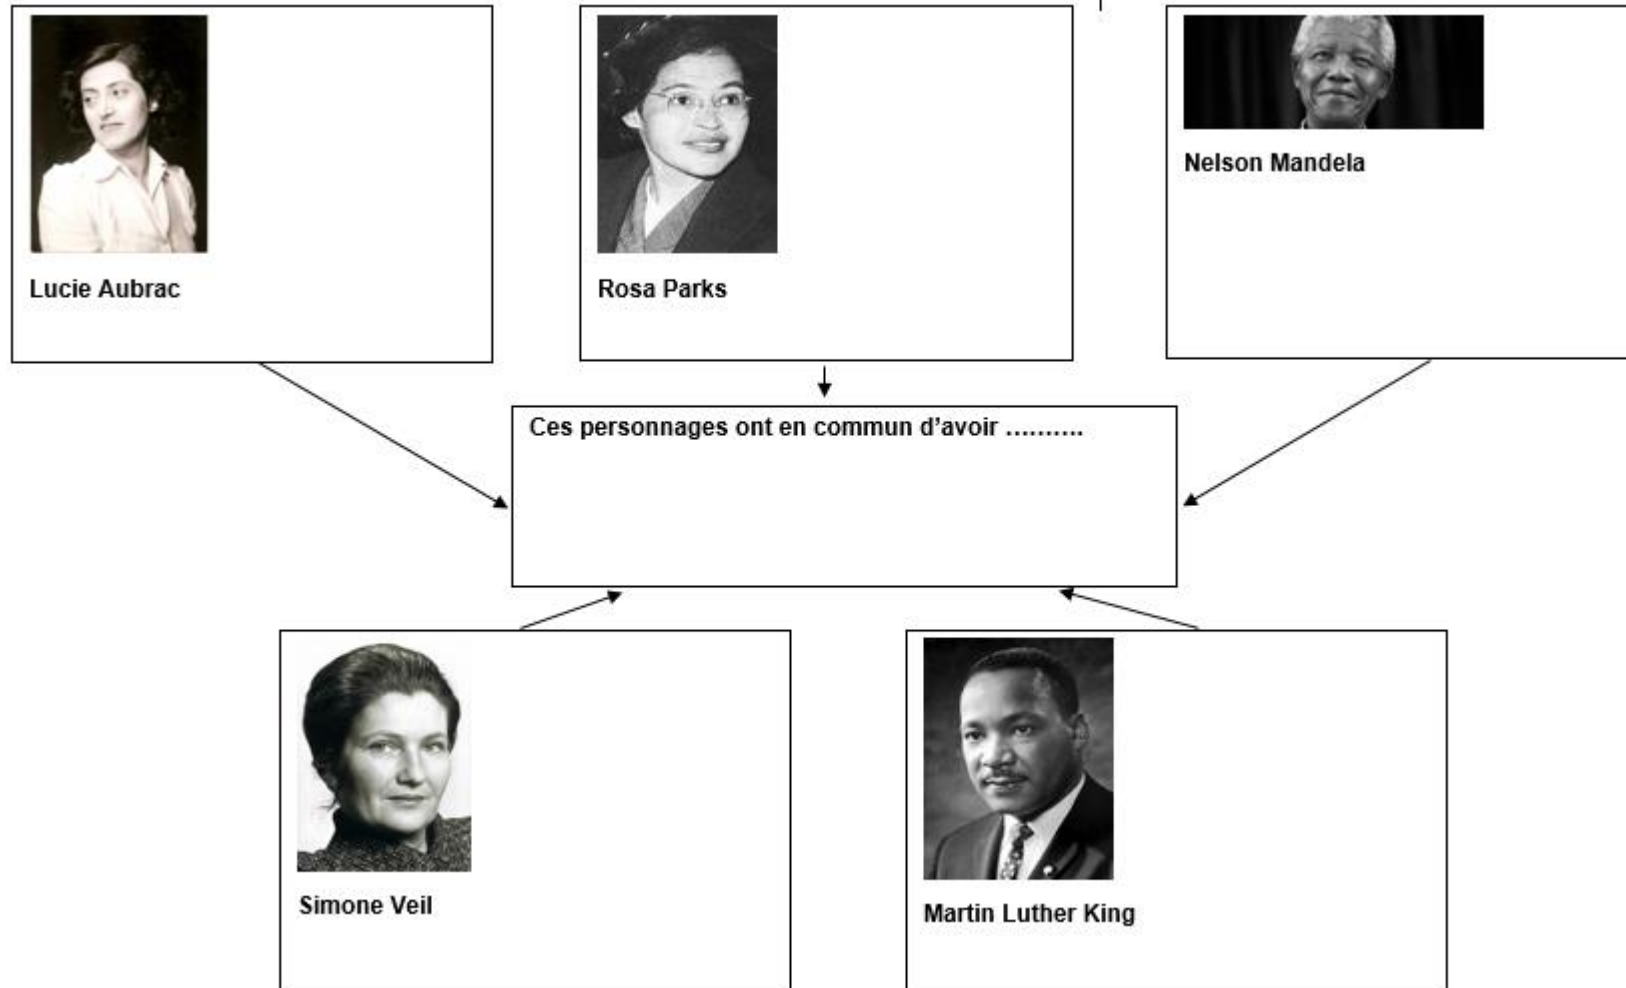 Lucie Aubrac
Rosa Parks
Nelson Mandela
Ces personnages ont en commun d’avoir ..........
Simone Veil
Martin Luther King